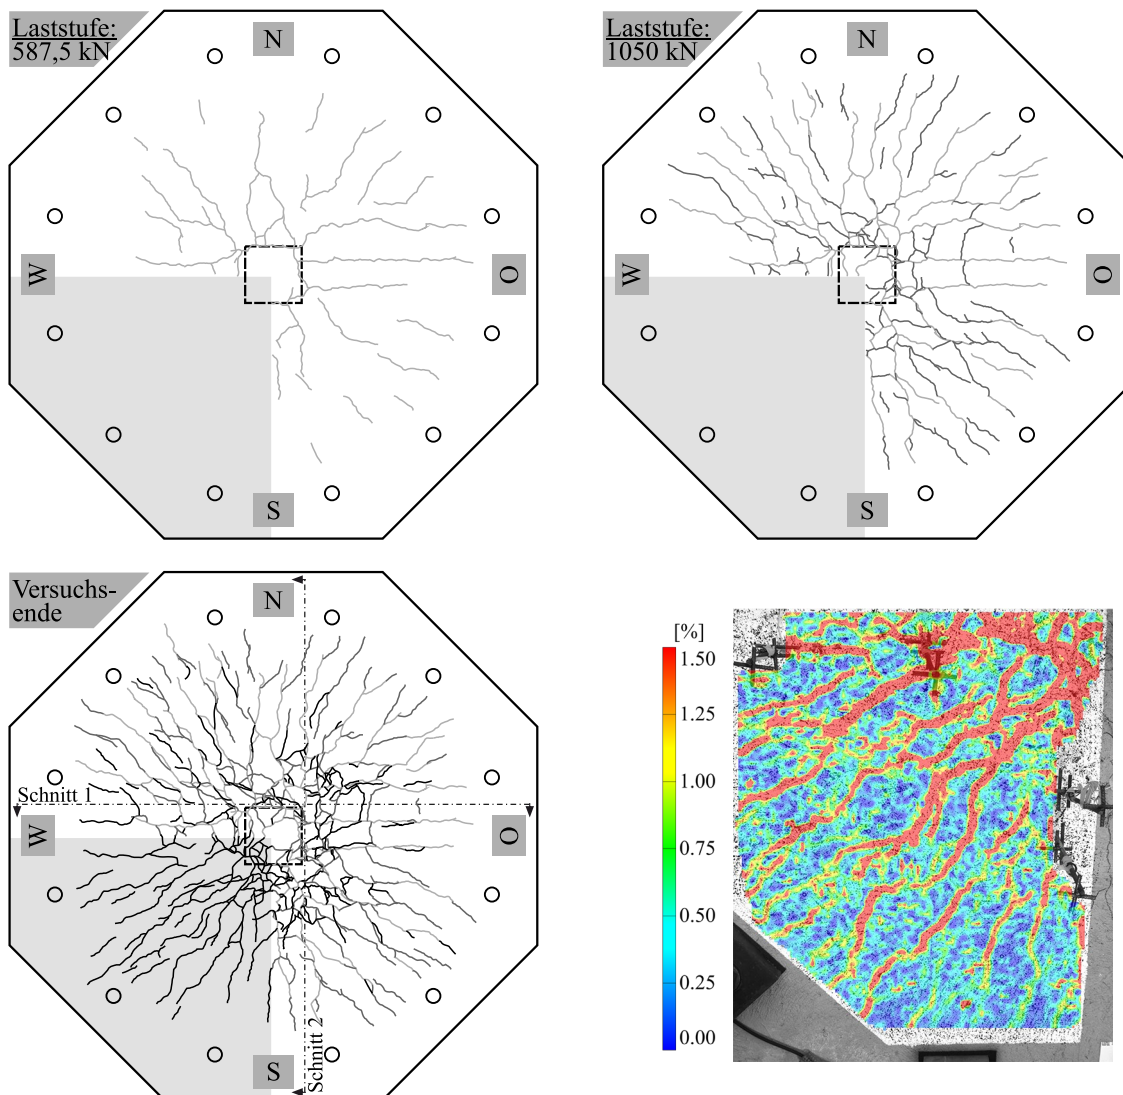 Laststufe:
587,5 kN
N
W
O
S
Laststufe:
1050 kN
N
W
O
S
Versuchs-
ende
N
Schnitt 1
W
O
S
Schnitt 2
[%]
1.50
1.25
1.00
0.75
0.50
0.25
0.00